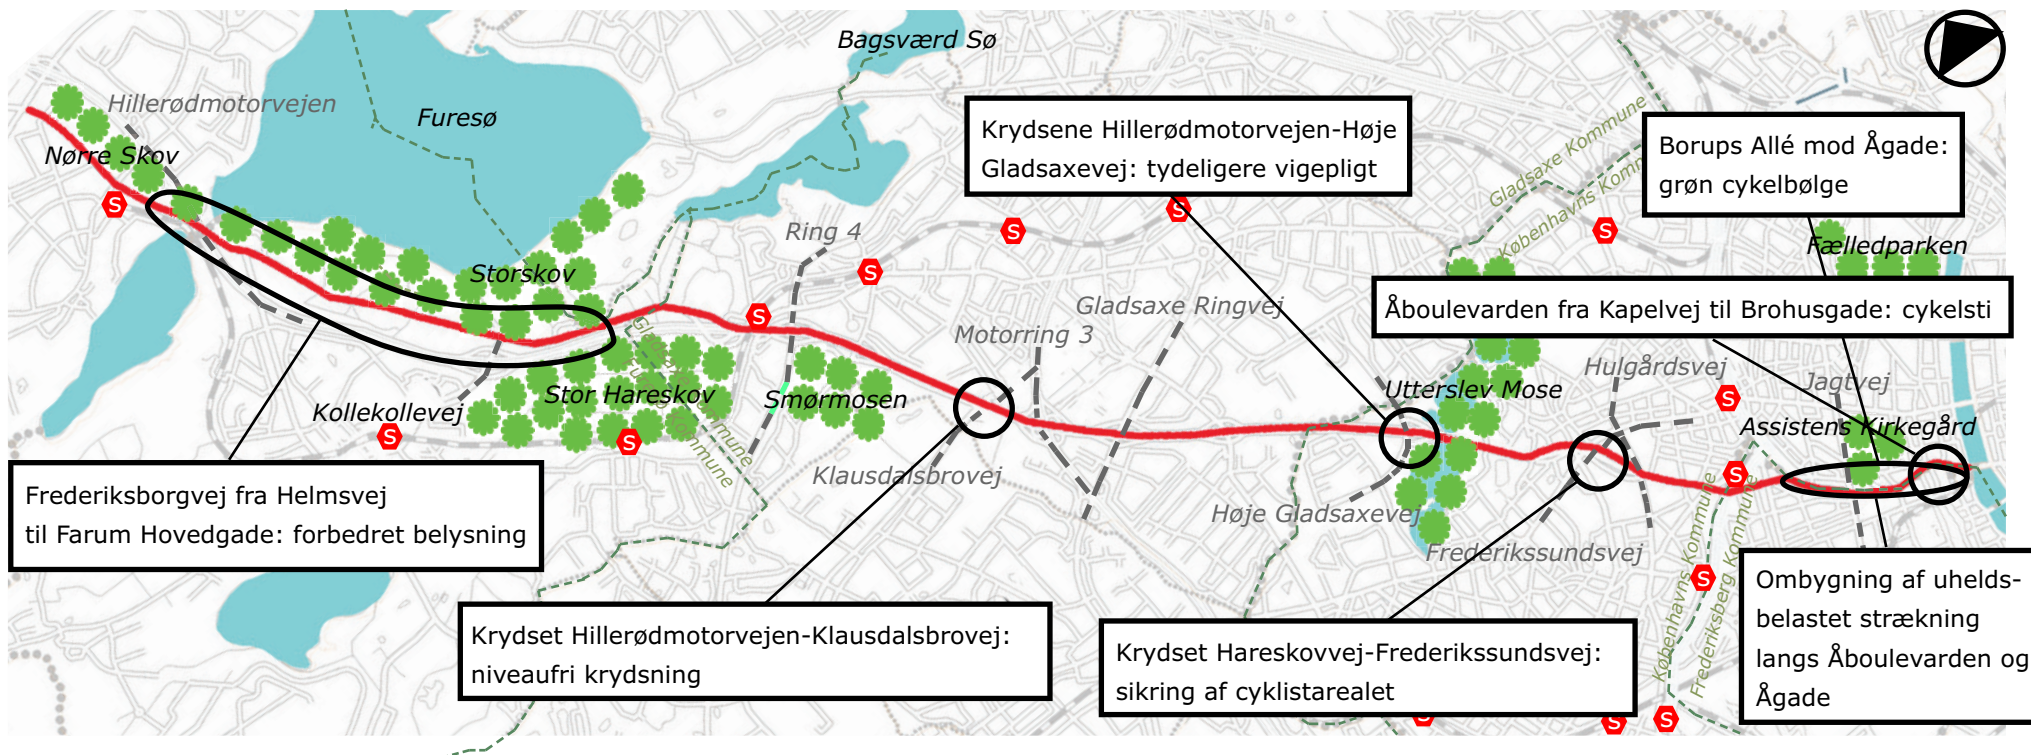 Bagsværd Sø
Hillerødmotorvejen
Furesø
Nørre Skov
S
Krydsene Hillerødmotorvejen-Høje
Gladsaxevej: tydeligere vigepligt
Gladsaxe Kommune
Københavns Komm
Borups Allé mod Ågade:
grøn cykelbølge
S
S
S
Ring 4
S
Storskov
Fælledparken
Åboulevarden fra Kapelvej til Brohusgade: cykelsti
S
Gladsaxe Ringvej
Motorring 3
Hulgårdsvej
Jagtvej
Utterslev Mose
Stor Hareskov
Smørmosen
S
Kollekollevej
S
S
Assistens Kirkegård
Klausdalsbrovej
S
Høje Gladsaxevej
Frederikssundsvej
Frederiksborgvej fra Helmsvej
til Farum Hovedgade: forbedret belysning
Københavns Kommune
Frederiksberg Kommune
S
Krydset Hillerødmotorvejen-Klausdalsbrovej:
niveaufri krydsning
Krydset Hareskovvej-Frederikssundsvej:
sikring af cyklistarealet
Ombygning af uhelds-
belastet strækning
langs Åboulevarden og
Ågade
S
S
S